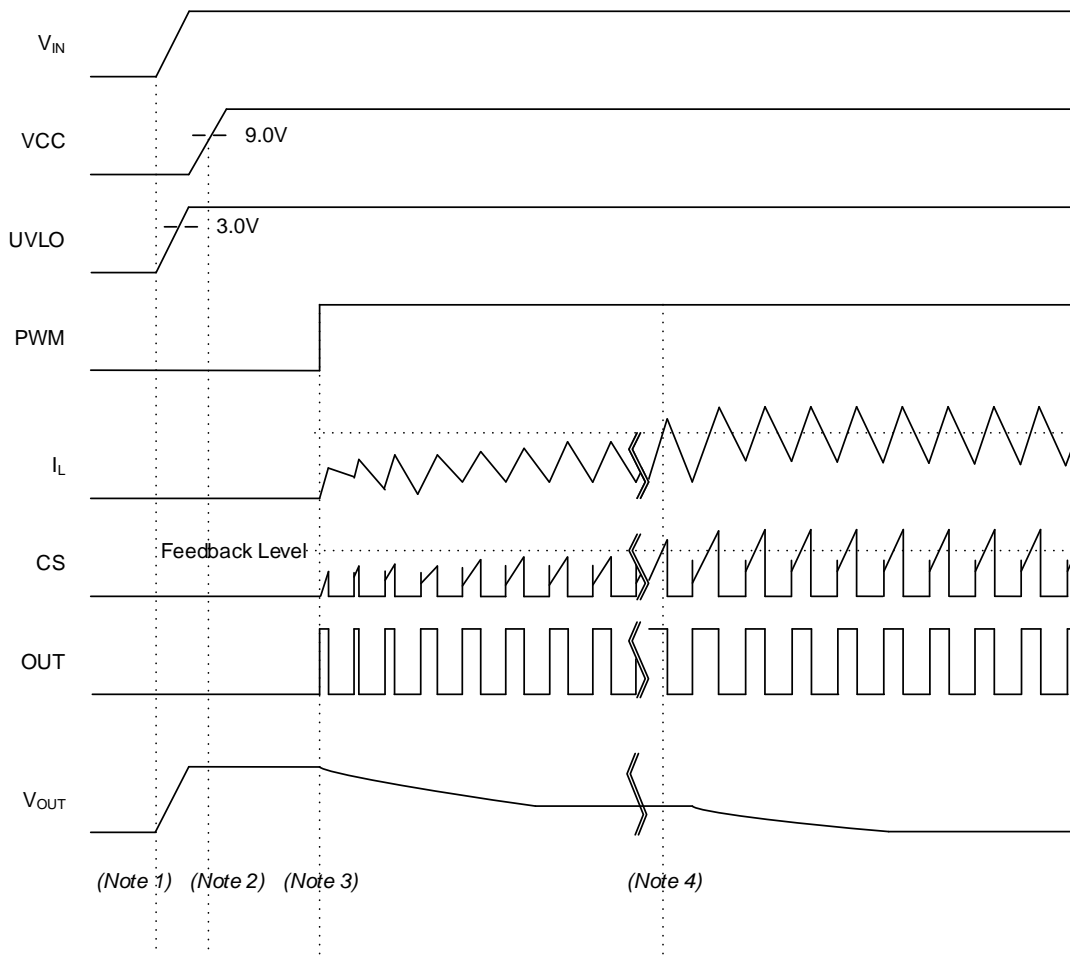 VIN
VCC
9.0V
UVLO
3.0V
PWM
IL
Feedback Level
CS
OUT
VOUT
(Note 1) (Note 2) (Note 3) (Note 4)